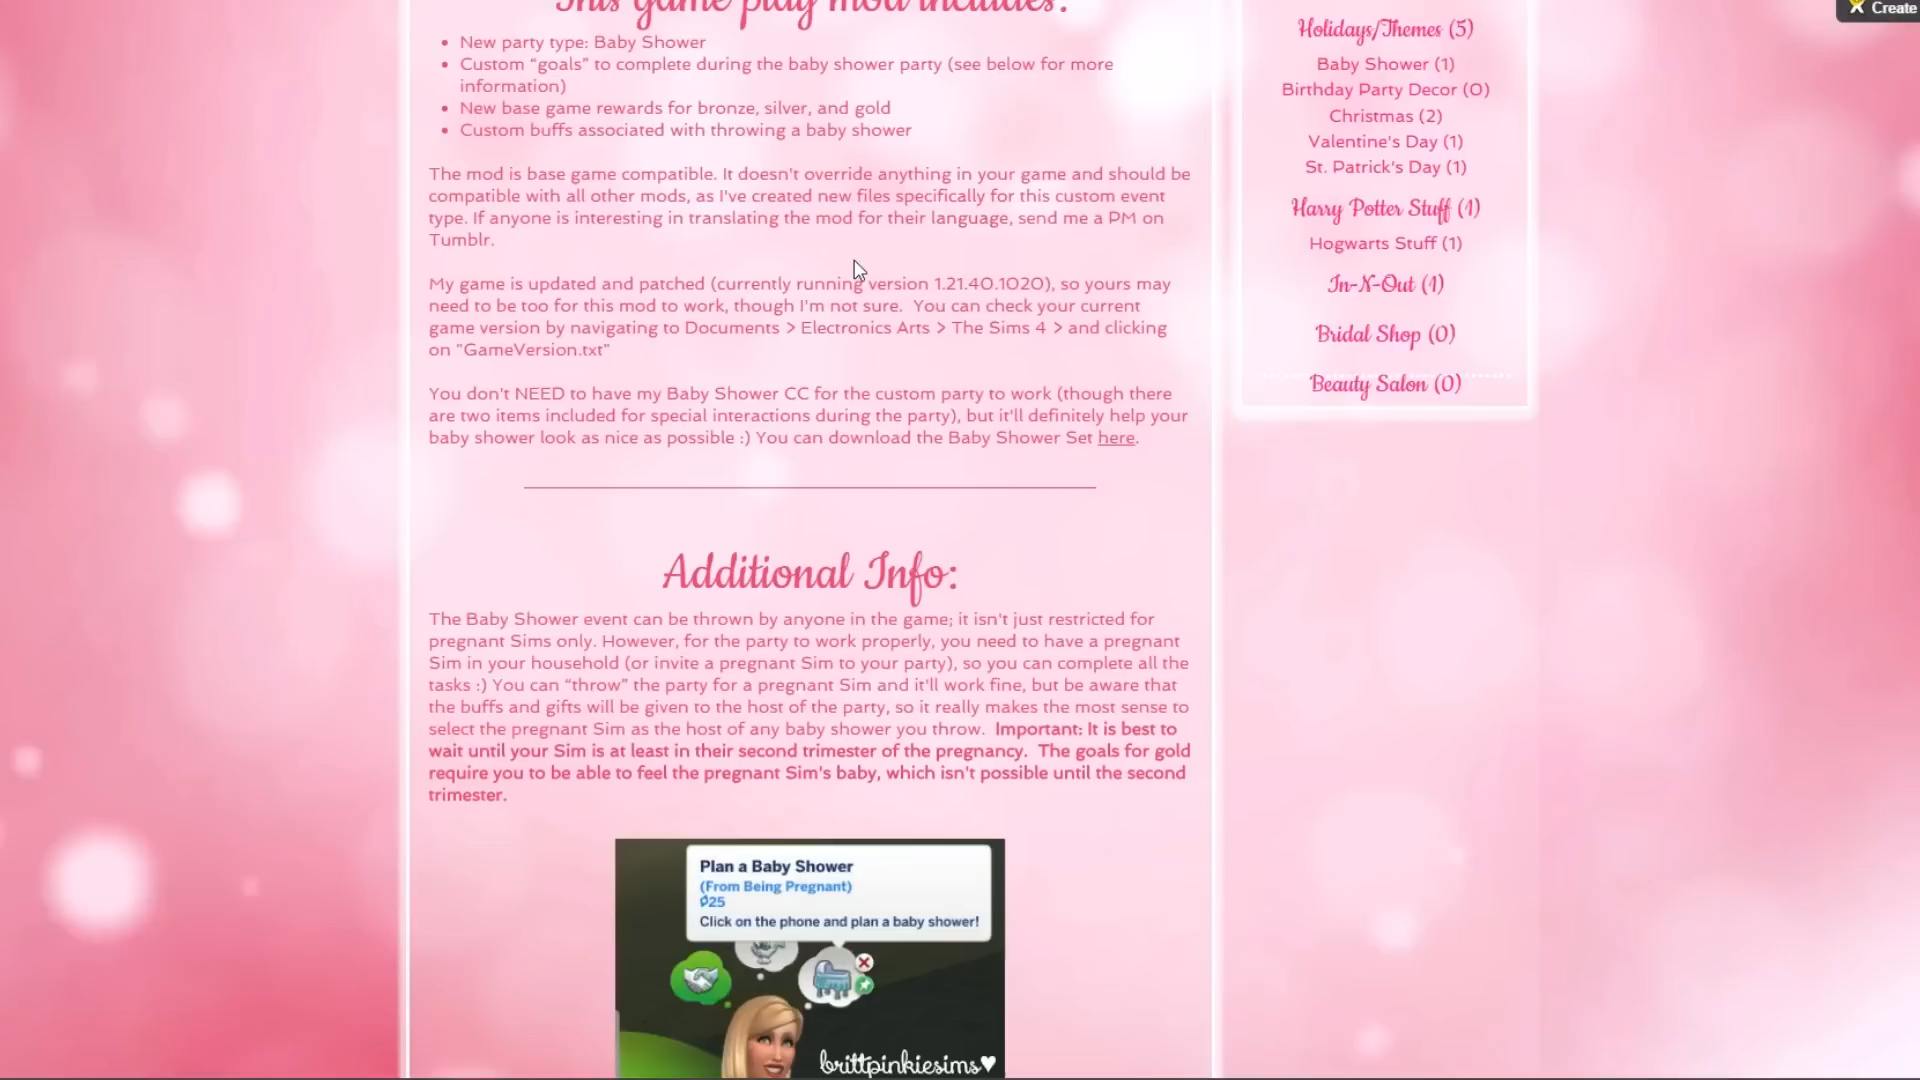 This game play mod includes:
• New party type: Baby Shower
• Custom “goals” to complete during the baby shower party (see below for more
information)
• New base game rewards for bronze, silver, and gold
• Custom buffs associated with throwing a baby shower
The mod is base game compatible. It doesn't override anything in your game and should be
compatible with all other mods, as I've created new files specifically for this custom event
type. If anyone is interesting in translating the mod for their language, send me a PM on
Tumblr.
My game is updated and patched (currently running version 1.21.40.1020), so yours may
need to be too for this mod to work, though I'm not sure.  You can check your current
game version by navigating to Documents > Electronics Arts > The Sims 4 > and clicking
on "GameVersion.txt"
You don't NEED to have my Baby Shower CC for the custom party to work (though there
are two items included for special interactions during the party), but it'll definitely help your
baby shower look as nice as possible :) You can download the Baby Shower Set here.
Additional Info:
The Baby Shower event can be thrown by anyone in the game; it isn't just restricted for
pregnant Sims only. However, for the party to work properly, you need to have a pregnant
Sim in your household (or invite a pregnant Sim to your party), so you can complete all the
tasks :) You can “throw” the party for a pregnant Sim and it'll work fine, but be aware that
the buffs and gifts will be given to the host of the party, so it really makes the most sense to
select the pregnant Sim as the host of any baby shower you throw.  Important: It is best to
wait until your Sim is at least in their second trimester of the pregnancy.  The goals for gold
require you to be able to feel the pregnant Sim's baby, which isn't possible until the second
trimester.
Plan a Baby Shower
(From Being Pregnant)
§25
Click on the phone and plan a baby shower!
brittpinkiesims♥
Create
Holidays/Themes (5)
Baby Shower (1)
Birthday Party Decor (0)
Christmas (2)
Valentine's Day (1)
St. Patrick's Day (1)
Harry Potter Stuff (1)
Hogwarts Stuff (1)
In-N-Out (1)
Bridal Shop (0)
Beauty Salon (0)